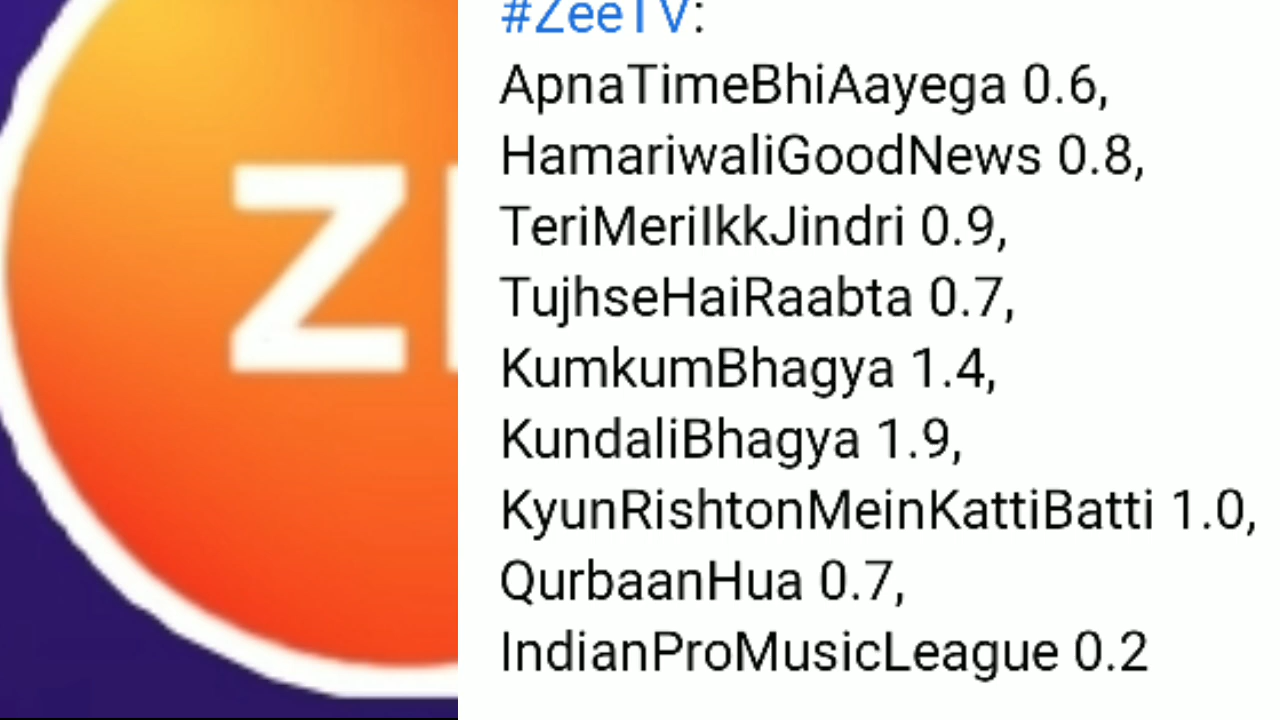 #ZeeTV:
ApnaTimeBhiAayega 0.6,
HamariwaliGoodNews 0.8,
TeriMeriIkkJindri 0.9,
TujhseHaiRaabta 0.7,
KumkumBhagya 1.4,
KundaliBhagya 1.9,
KyunRishtonMeinKattiBatti 1.0,
QurbaanHua 0.7,
IndianProMusicLeague 0.2